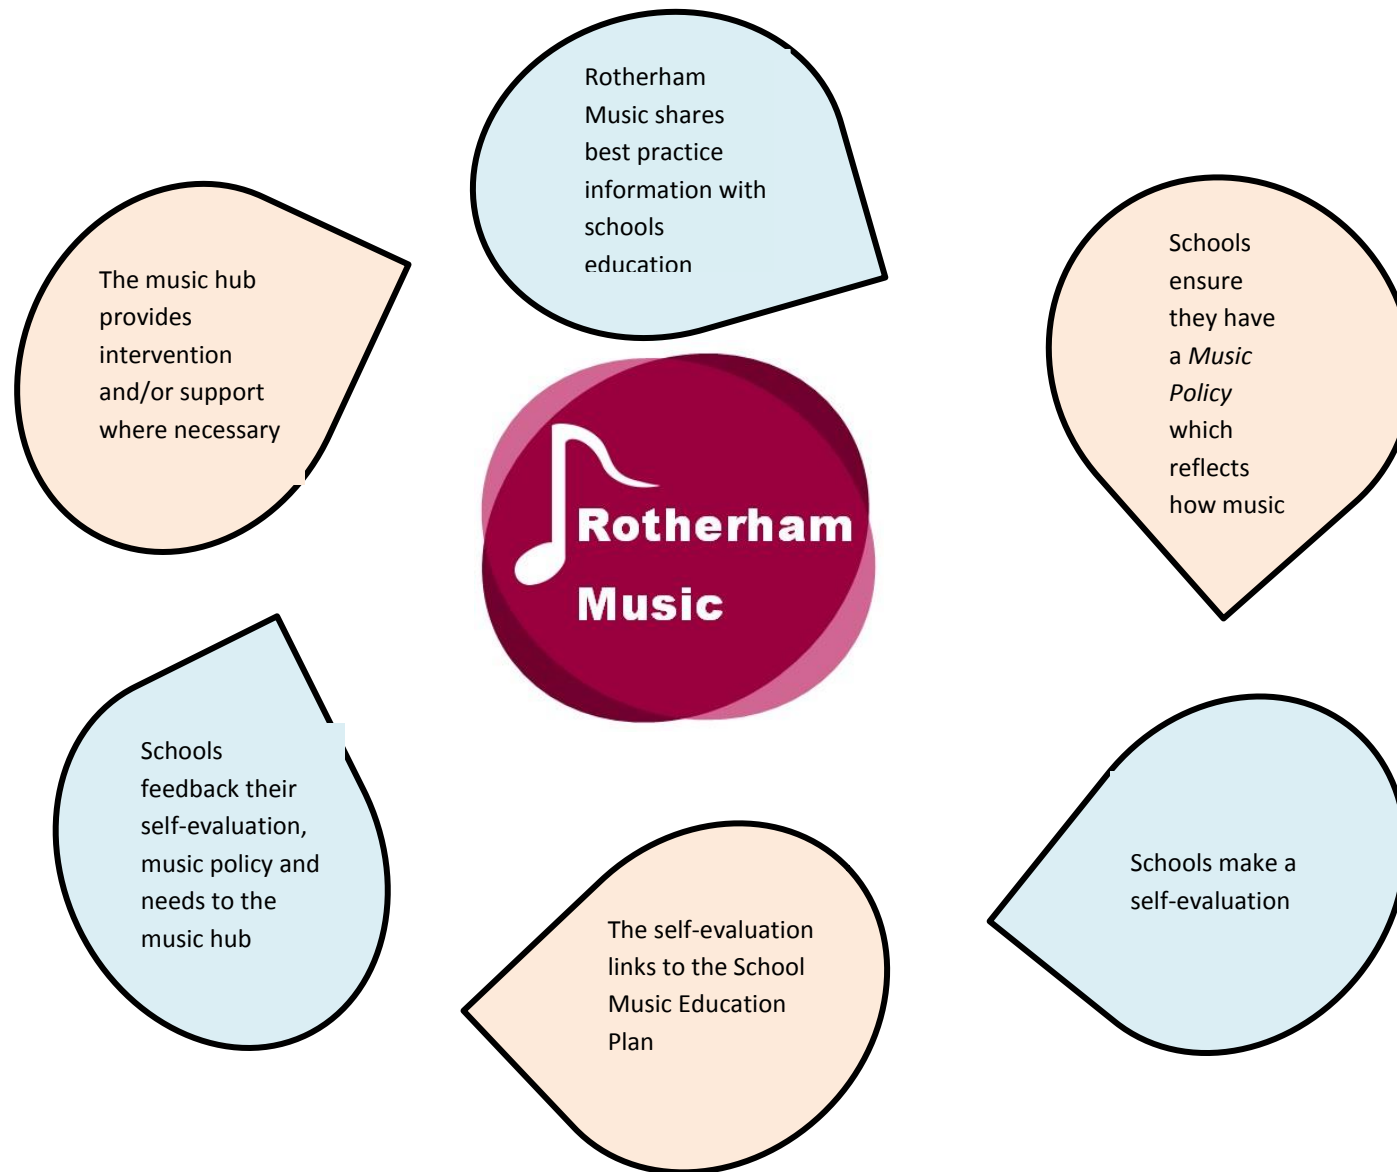 Rotherham
Music shares
best practice
information with
schools
education
Schools
ensure
they have
a Music
Policy
which
reflects
how music
Schools make a
self-evaluation
The self-evaluation
links to the School
Music Education
Plan
Schools
feedback their
self-evaluation,
music policy and
needs to the
music hub
The music hub
provides
intervention
and/or support
where necessary
Rotherham
Music